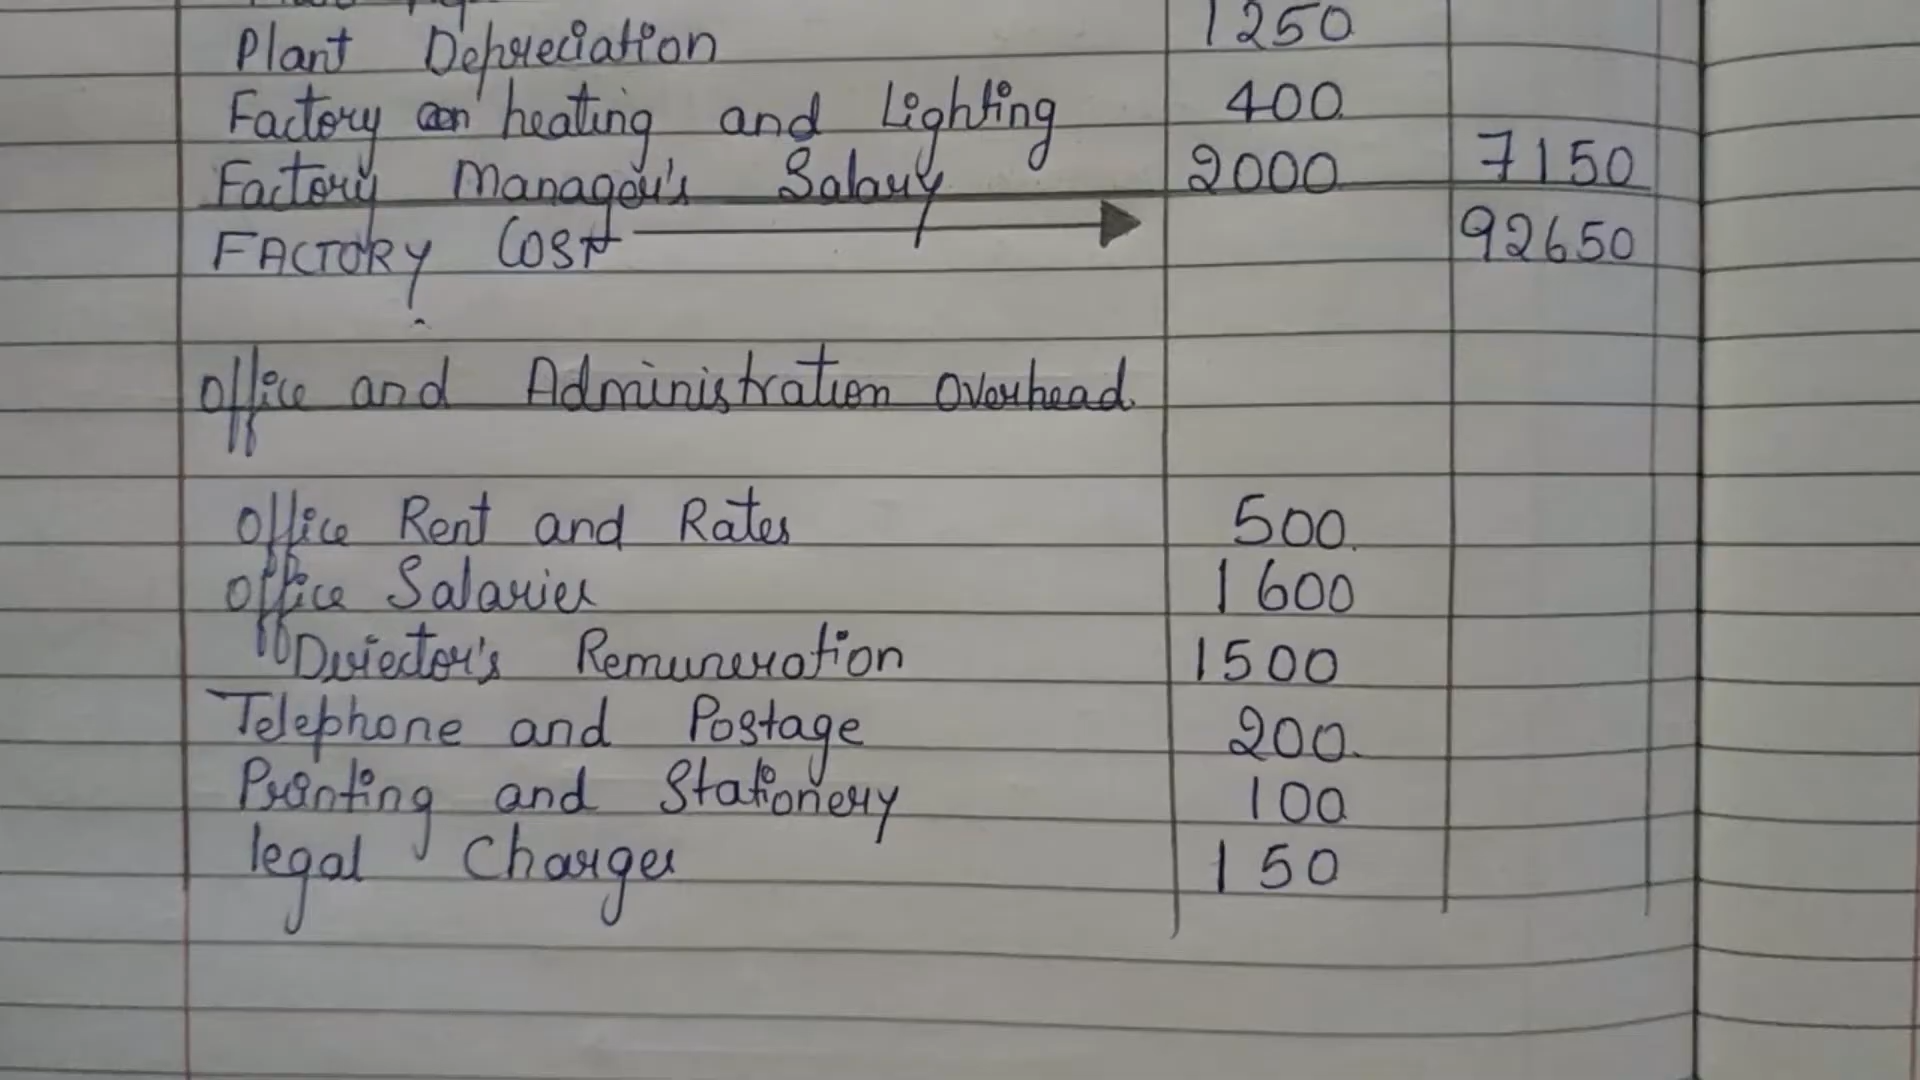 Plant Depreciation 1250
Factory heating and Lighting 400
Factory Manager's Salary 2000 7150
FACTORY COST 92650
Office and Administration Overhead
Office Rent and Rates 500
Office Salaries 1600
Director's Remuneration 1500
Telephone and Postage 200
Printing and Stationery 100
legal Charges 150